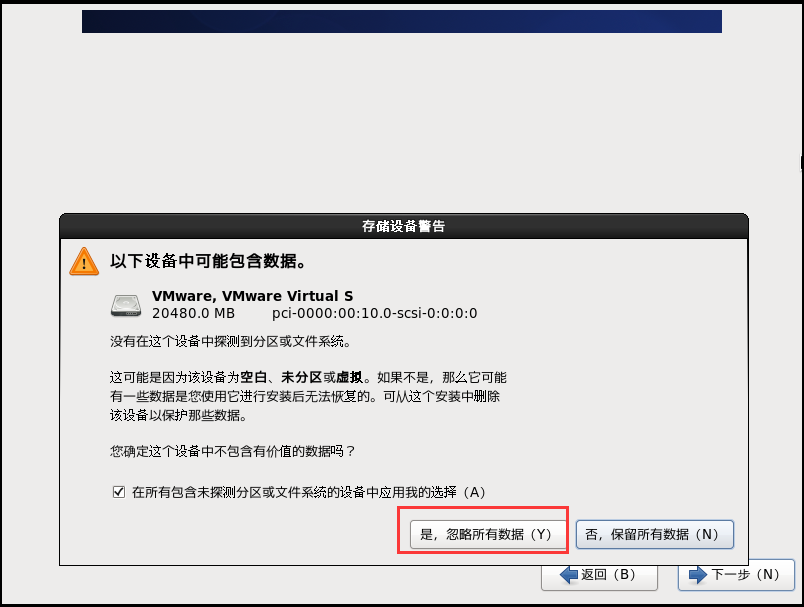 存储设备警告
以下设备中可能包含数据。
VMware, VMware Virtual S
20480.0 MB pci-0000:00:10.0-scsi-0:0:0:0
没有在这个设备中探测到分区或文件系统。
这可能是因为该设备为空白、未分区或虚拟。如果不是，那么它可能
有一些数据是您使用它进行安装后无法恢复的。可从这个安装中删除
该设备以保护那些数据。
您确定这个设备中不包含有价值的数据吗？
在所有包含未探测分区或文件系统的设备中应用我的选择（A）
是，忽略所有数据（Y） 否，保留所有数据（N）
返回（B） 下一步（N）